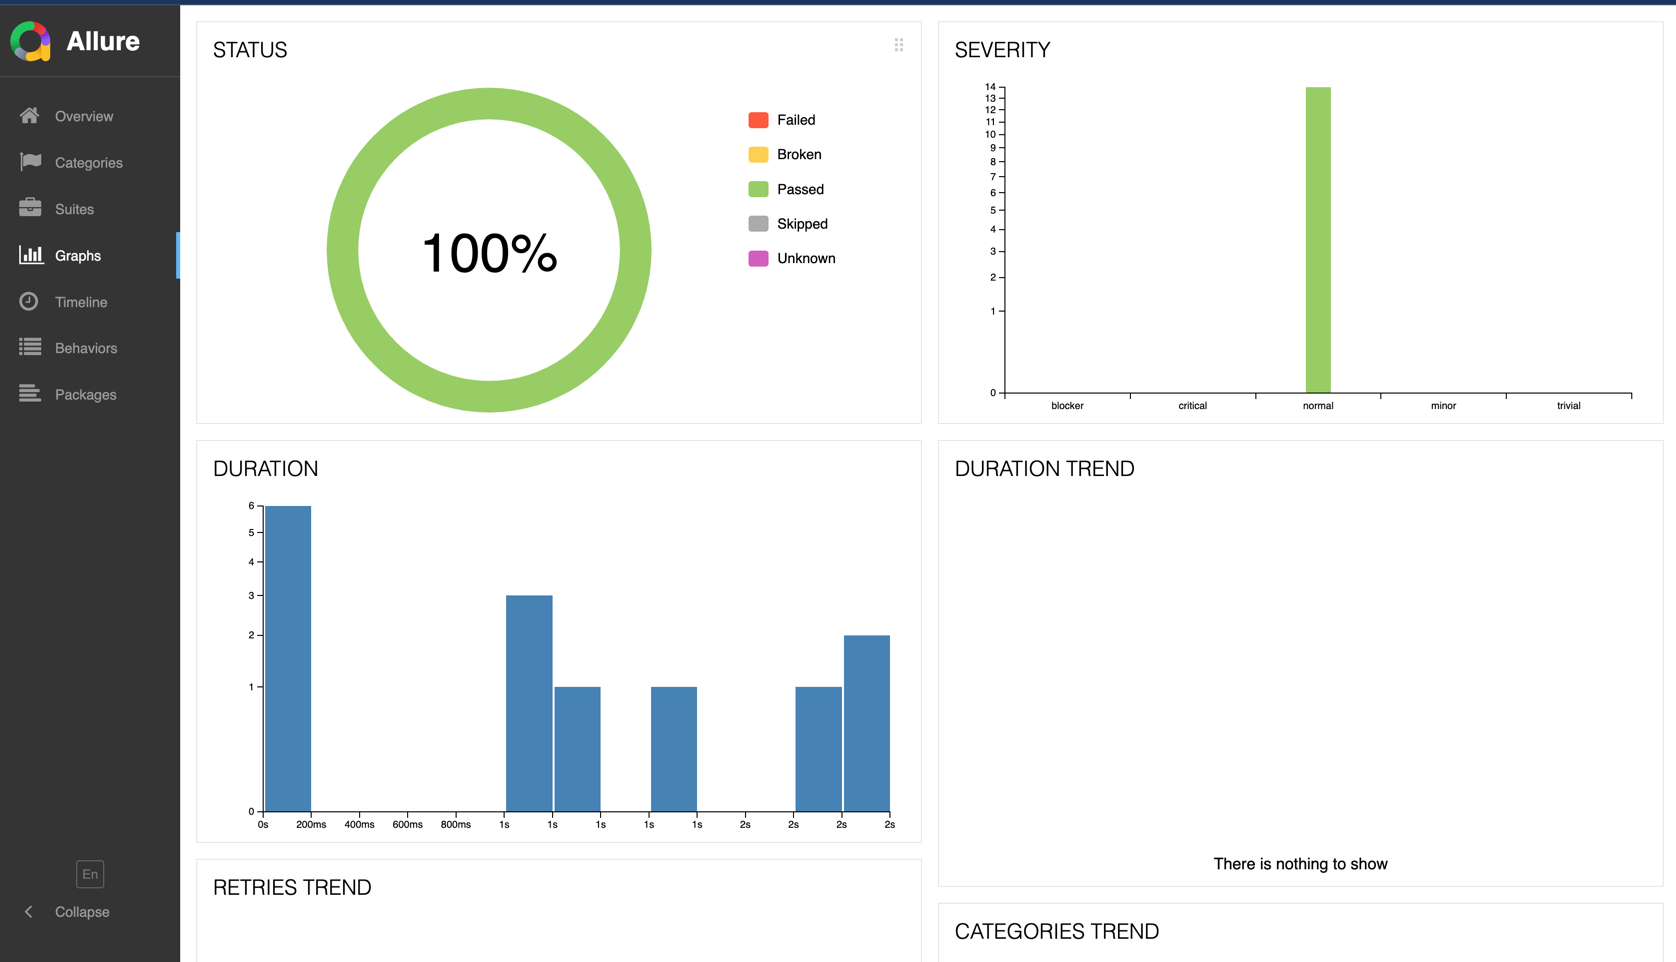 Allure
Overview
Categories
Suites
Graphs
Timeline
Behaviors
Packages
En
Collapse
STATUS
100%
Failed
Broken
Passed
Skipped
Unknown
SEVERITY
14
13
12
11
10
9
8
7
6
5
4
3
2
1
0
blocker critical normal minor trivial
DURATION
6
5
4
3
2
1
0
0s 200ms 400ms 600ms 800ms 1s 1s 1s 1s 1s 2s 2s 2s 2s
DURATION TREND
There is nothing to show
RETRIES TREND
CATEGORIES TREND